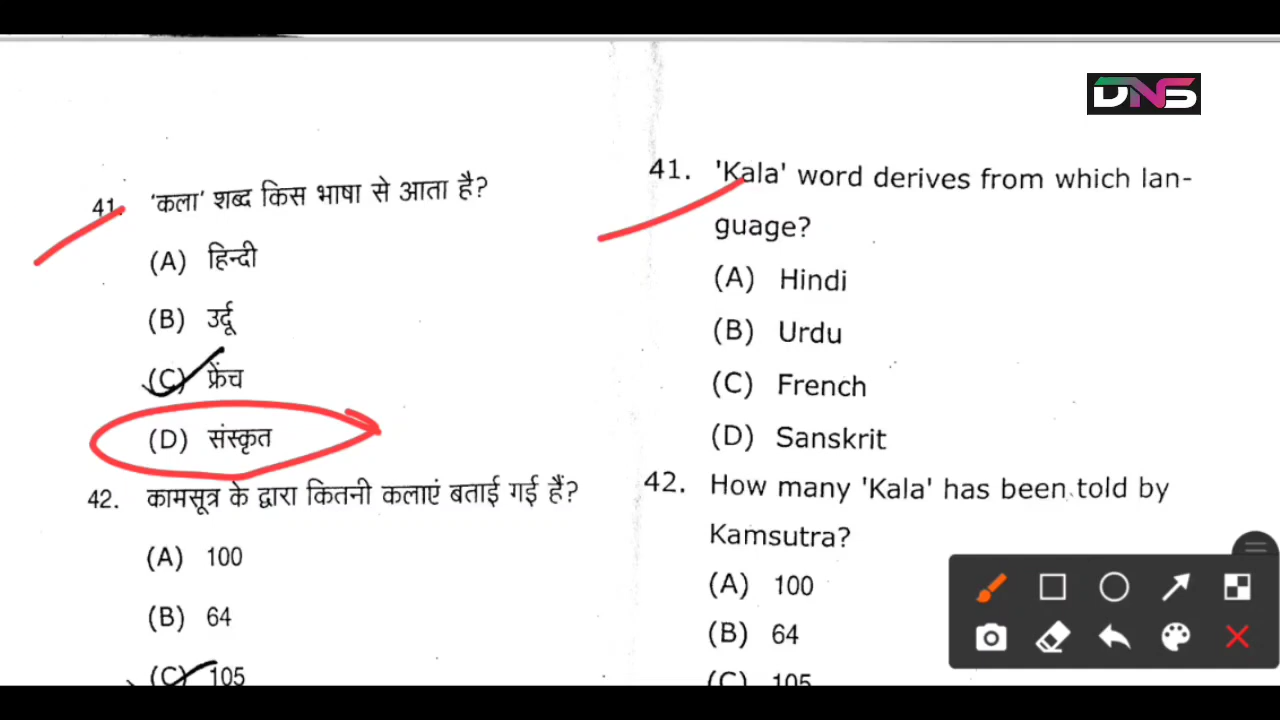 DNS
41. 'कला' शब्द किस भाषा से आता है?
(A) हिन्दी
(B) उर्दू
(C) फ्रेंच
(D) संस्कृत
42. कामसूत्र के द्वारा कितनी कलाएं बताई गई हैं?
(A) 100
(B) 64
(C) 105
41. 'Kala' word derives from which lan-
guage?
(A) Hindi
(B) Urdu
(C) French
(D) Sanskrit
42. How many 'Kala' has been told by
Kamsutra?
(A) 100
(B) 64
(C) 105